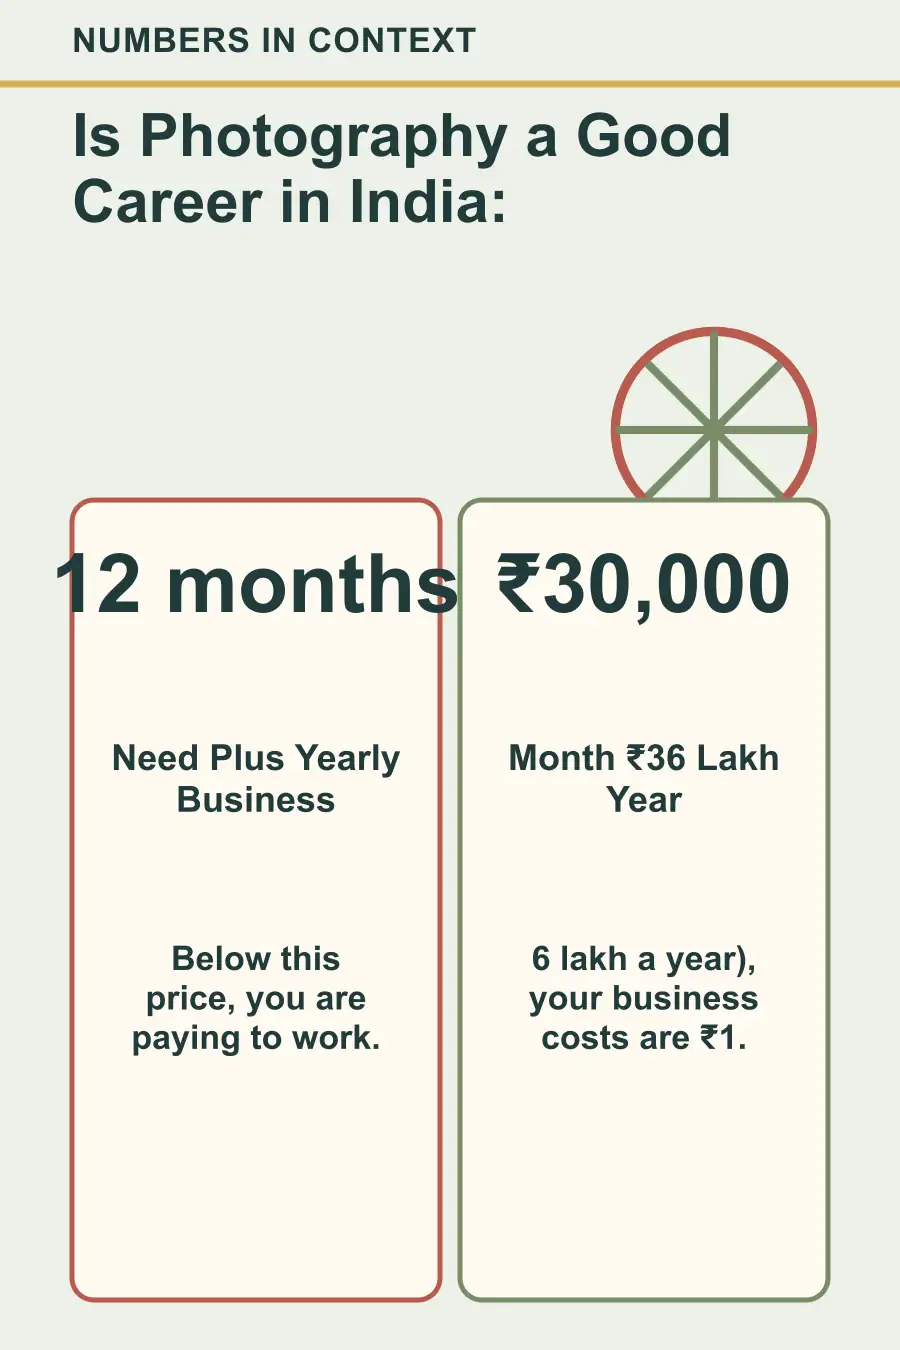 NUMBERS IN CONTEXT
Is Photography a Good
Career in India:
12 months
Need Plus Yearly
Business
Below this
price, you are
paying to work.
₹30,000
Month ₹36 Lakh
Year
6 lakh a year),
your business
costs are ₹1.